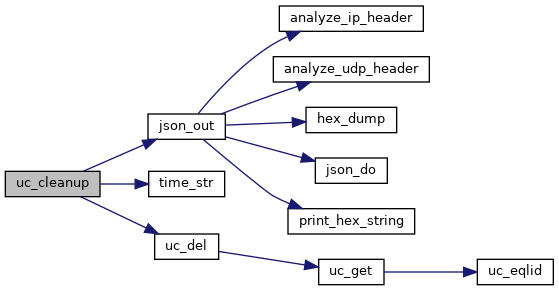 analyze_ip_header
analyze_udp_header
json_out
hex_dump
json_do
uc_cleanup
time_str
print_hex_string
uc_del
uc_get
uc_eqlid